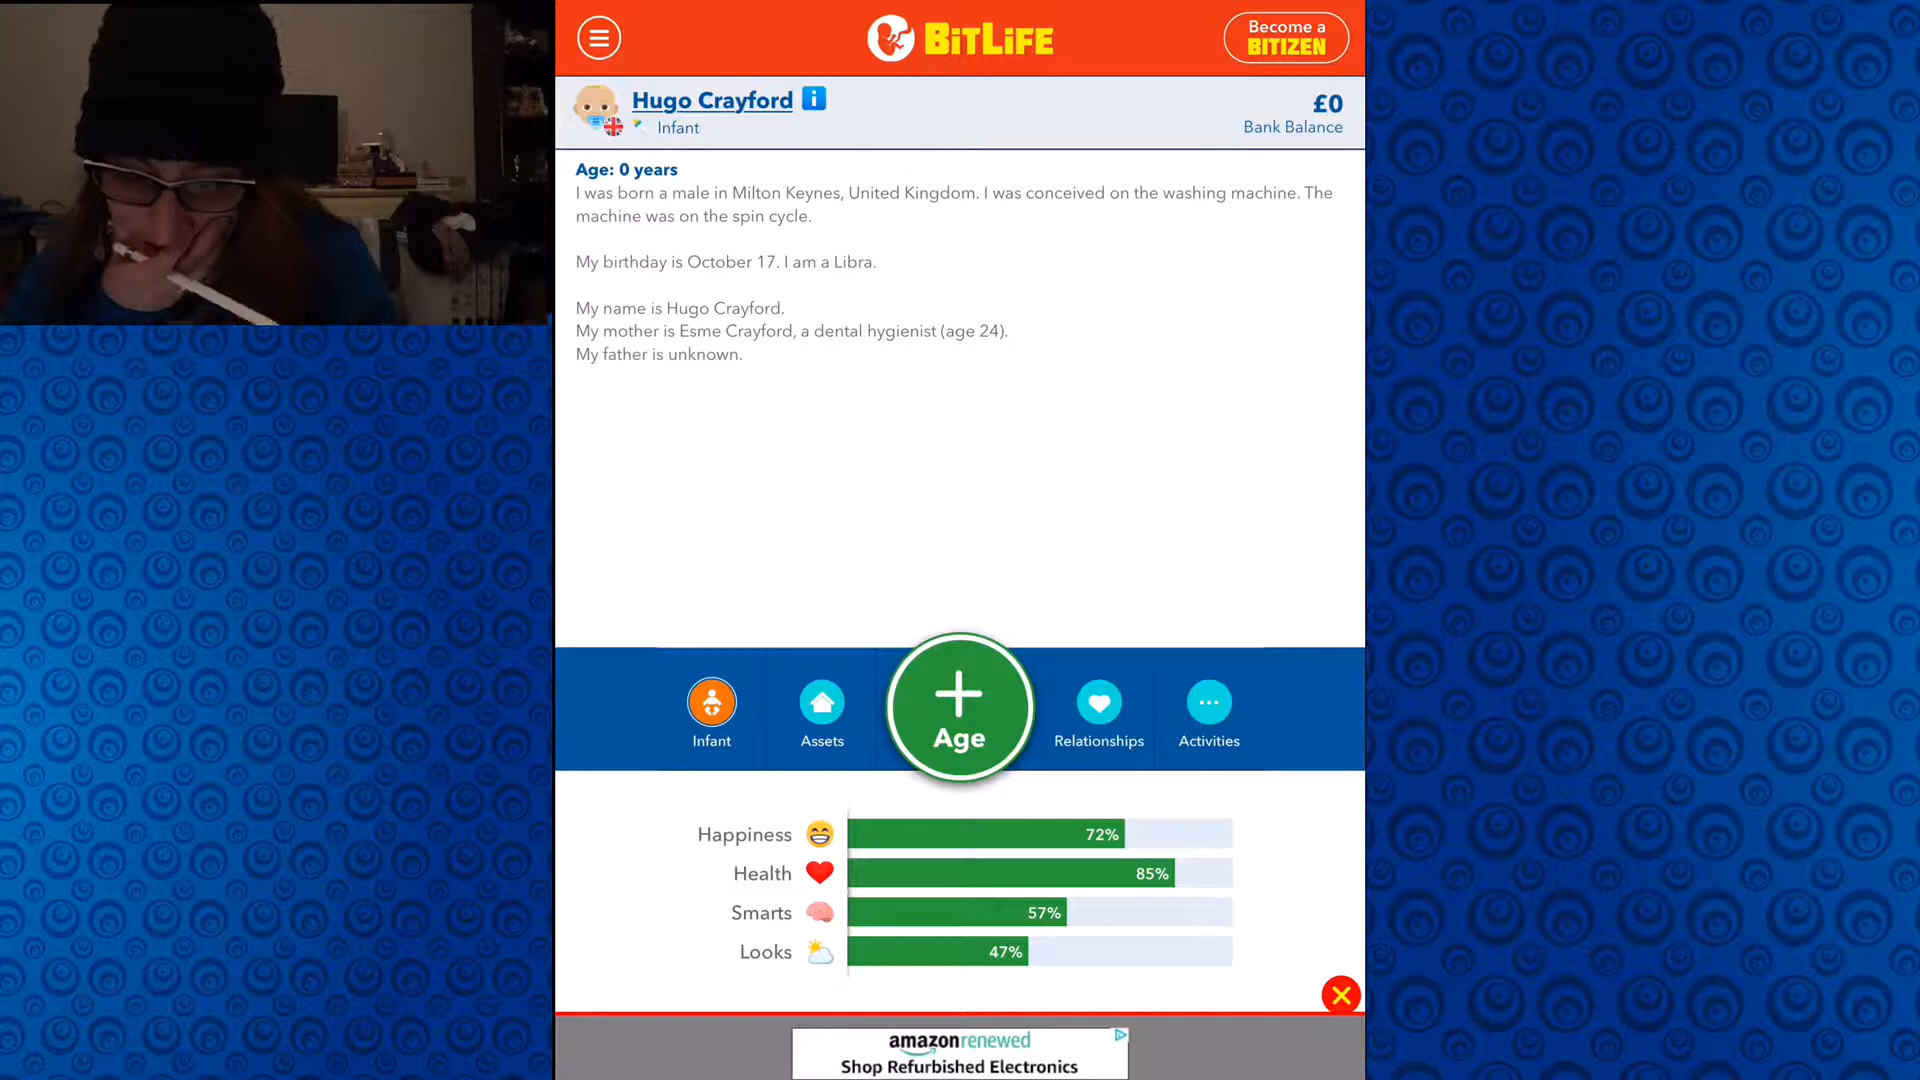 BiTLiFE
Become a
BITIZEN
Hugo Crayford
Infant
£0
Bank Balance
Age: 0 years
I was born a male in Milton Keynes, United Kingdom. I was conceived on the washing machine. The
machine was on the spin cycle.
My birthday is October 17. I am a Libra.
My name is Hugo Crayford.
My mother is Esme Crayford, a dental hygienist (age 24).
My father is unknown.
Infant
Assets
Age
Relationships
Activities
Happiness 72%
Health 85%
Smarts 57%
Looks 47%
amazonrenewed
Shop Refurbished Electronics